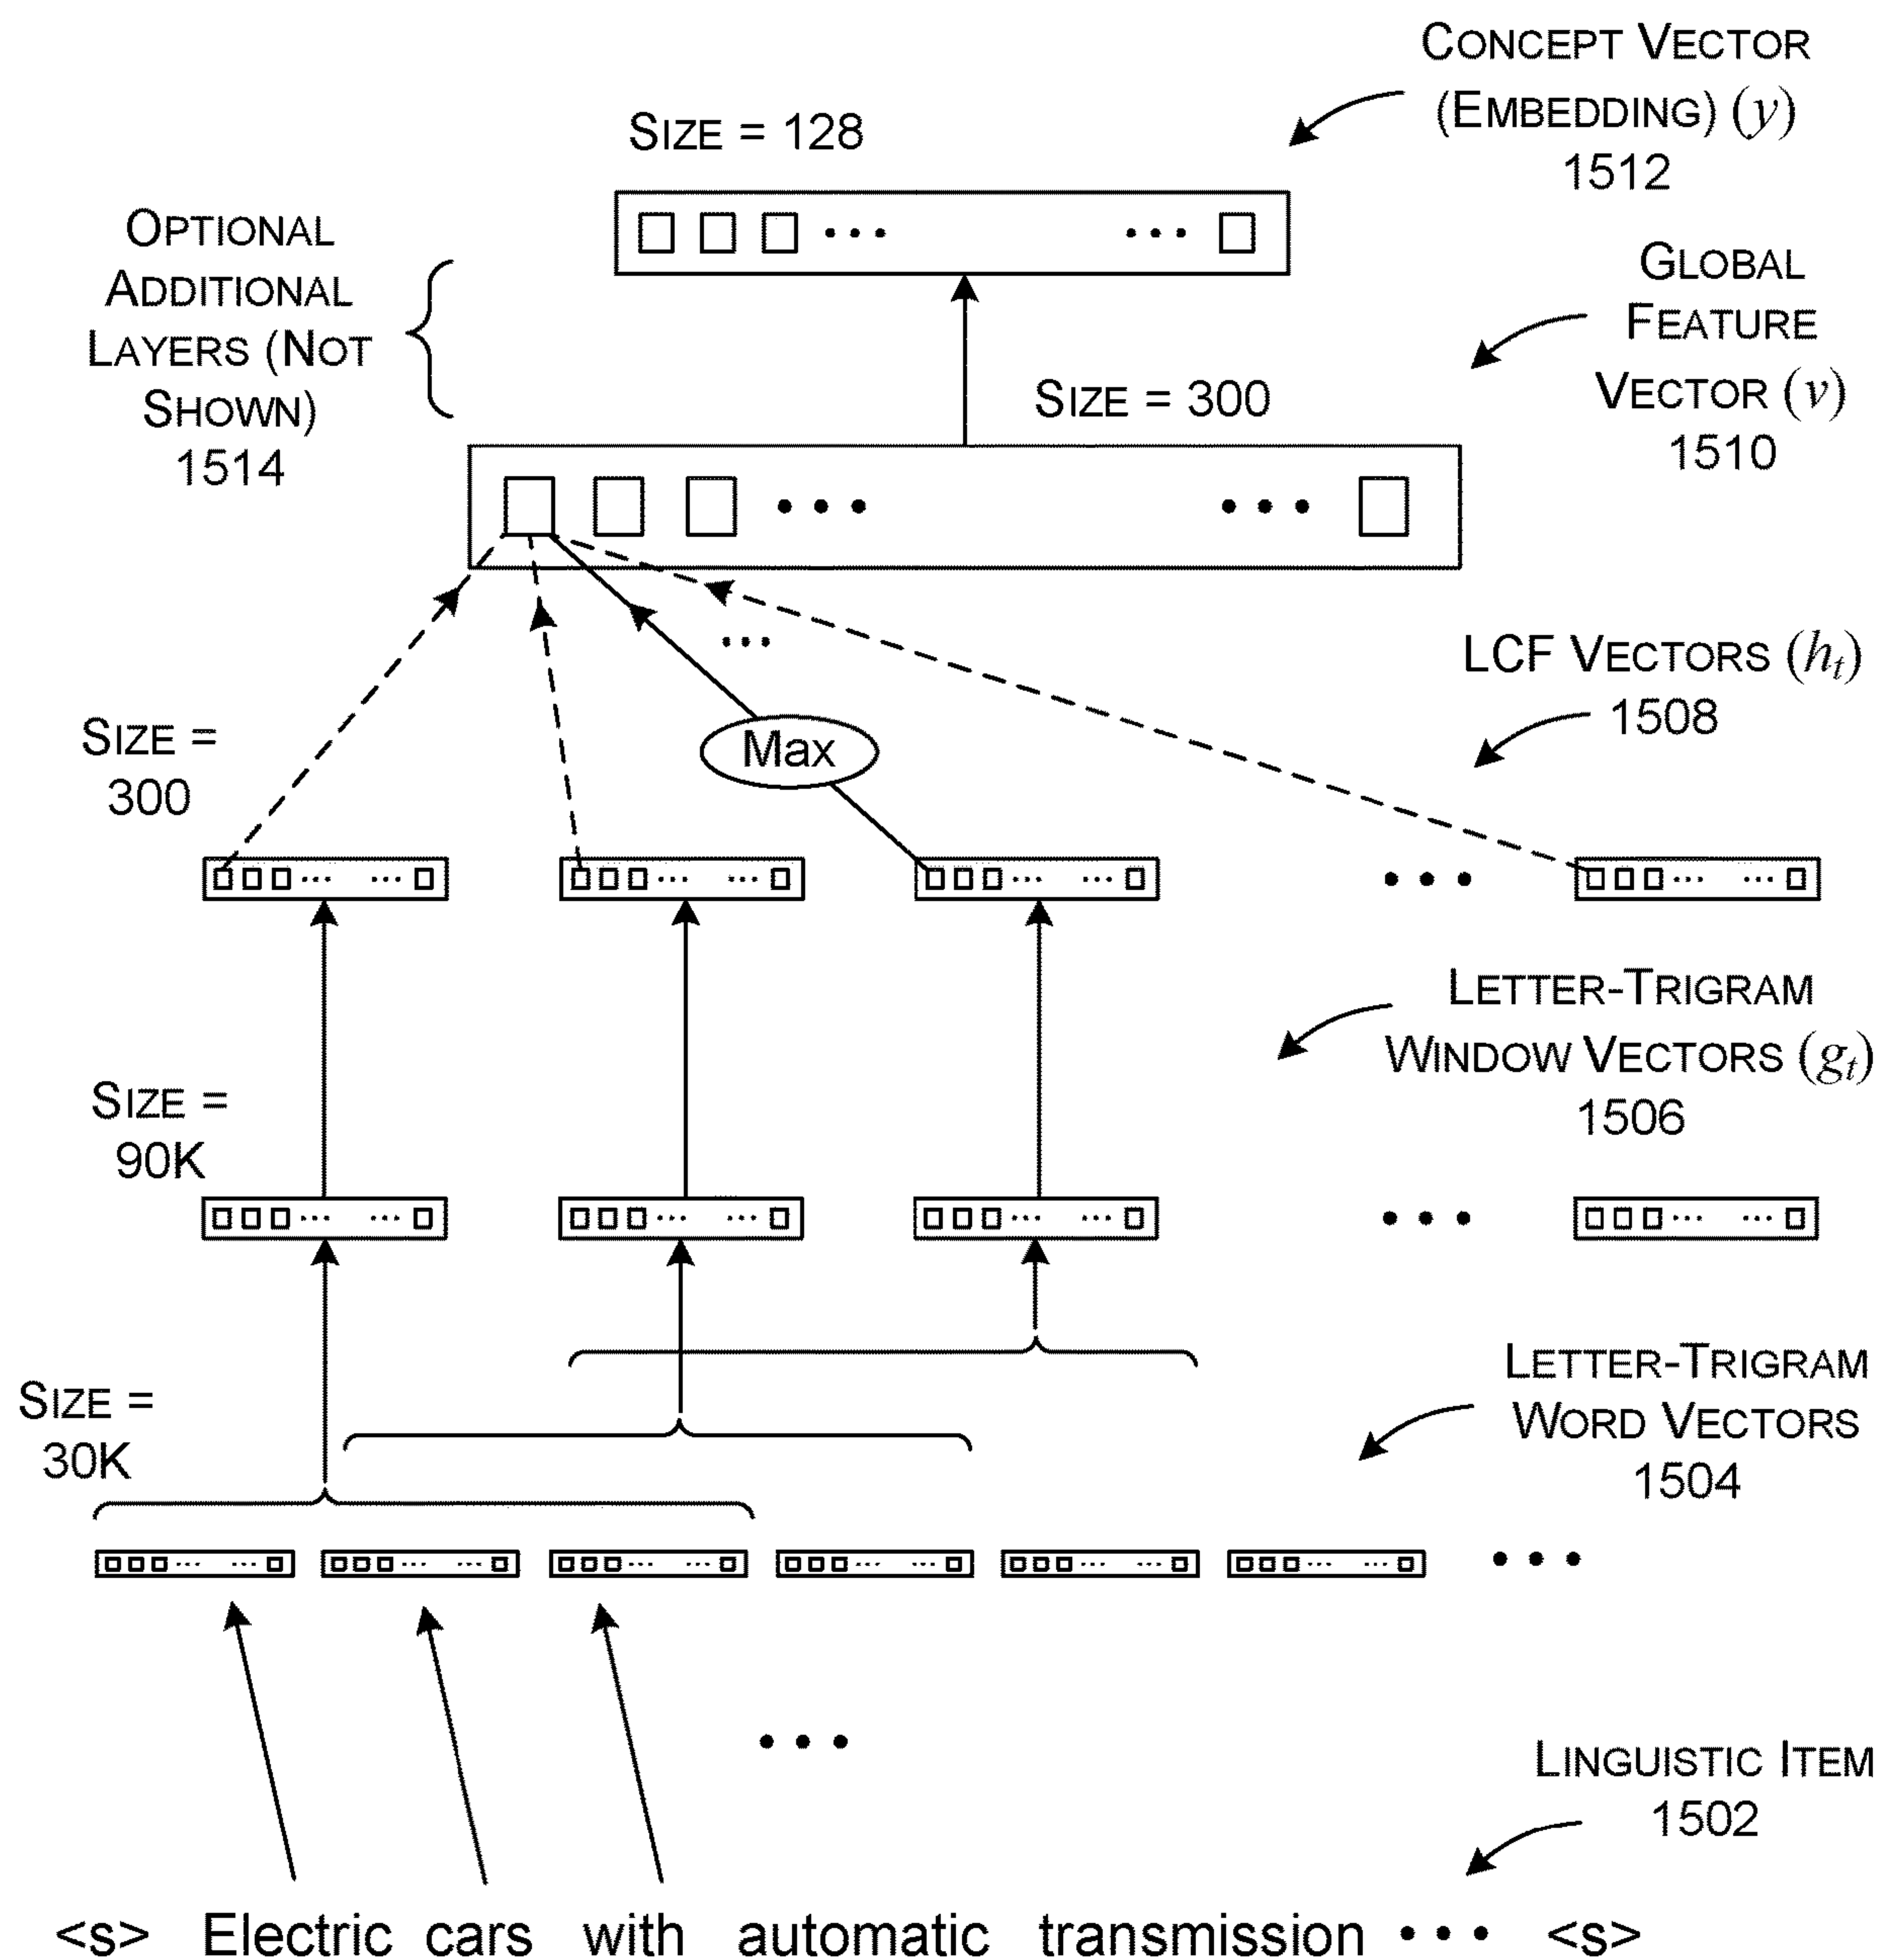 CONCEPT VECTOR
(EMBEDDING) (y)
1512
SIZE = 128
OPTIONAL
ADDITIONAL
LAYERS (NOT
SHOWN)
1514
GLOBAL
FEATURE
VECTOR (v)
1510
SIZE = 300
LCF VECTORS (h_t)
1508
SIZE =
300
Max
LETTER-TRIGRAM
WINDOW VECTORS (g_t)
1506
SIZE =
90K
LETTER-TRIGRAM
WORD VECTORS
1504
SIZE =
30K
LINGUISTIC ITEM
1502
<s> Electric cars with automatic transmission • • • <s>